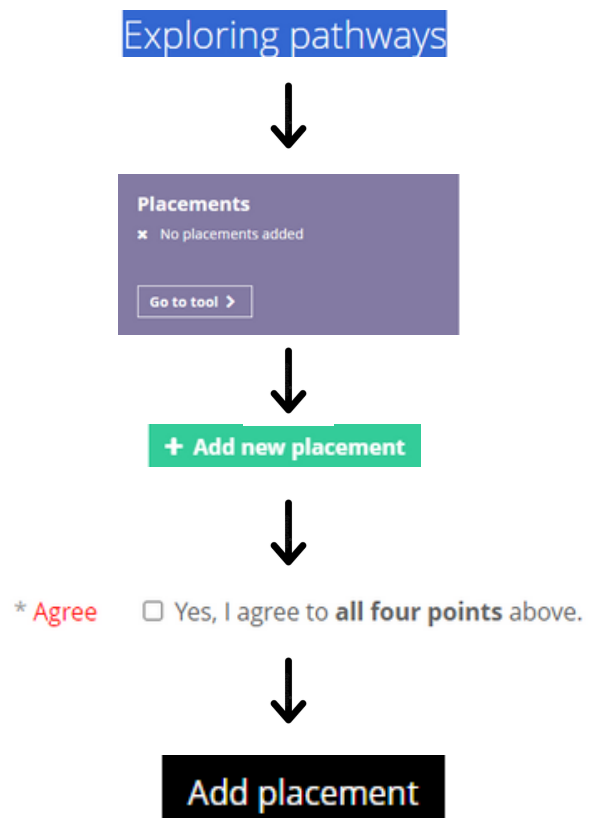 Exploring pathways
Placements
✖ No placements added
Go to tool >
+ Add new placement
* Agree ☐ Yes, I agree to all four points above.
Add placement